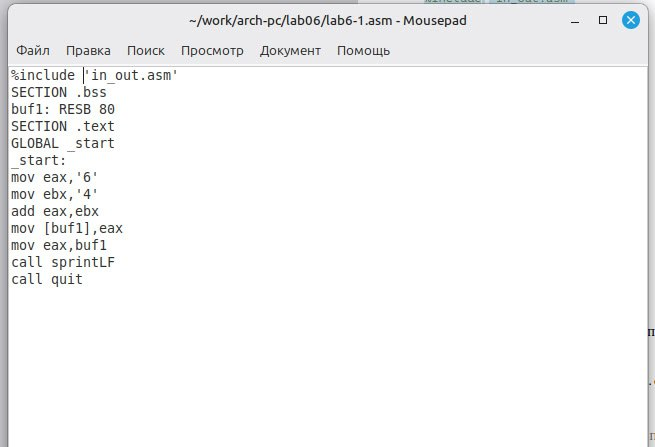 ~/work/arch-pc/lab06/lab6-1.asm - Mousepad
Файл Правка Поиск Просмотр Документ Помощь
%include 'in_out.asm'
SECTION .bss
buf1: RESB 80
SECTION .text
GLOBAL _start
_start:
mov eax,'6'
mov ebx,'4'
add eax,ebx
mov [buf1],eax
mov eax,buf1
call sprintLF
call quit